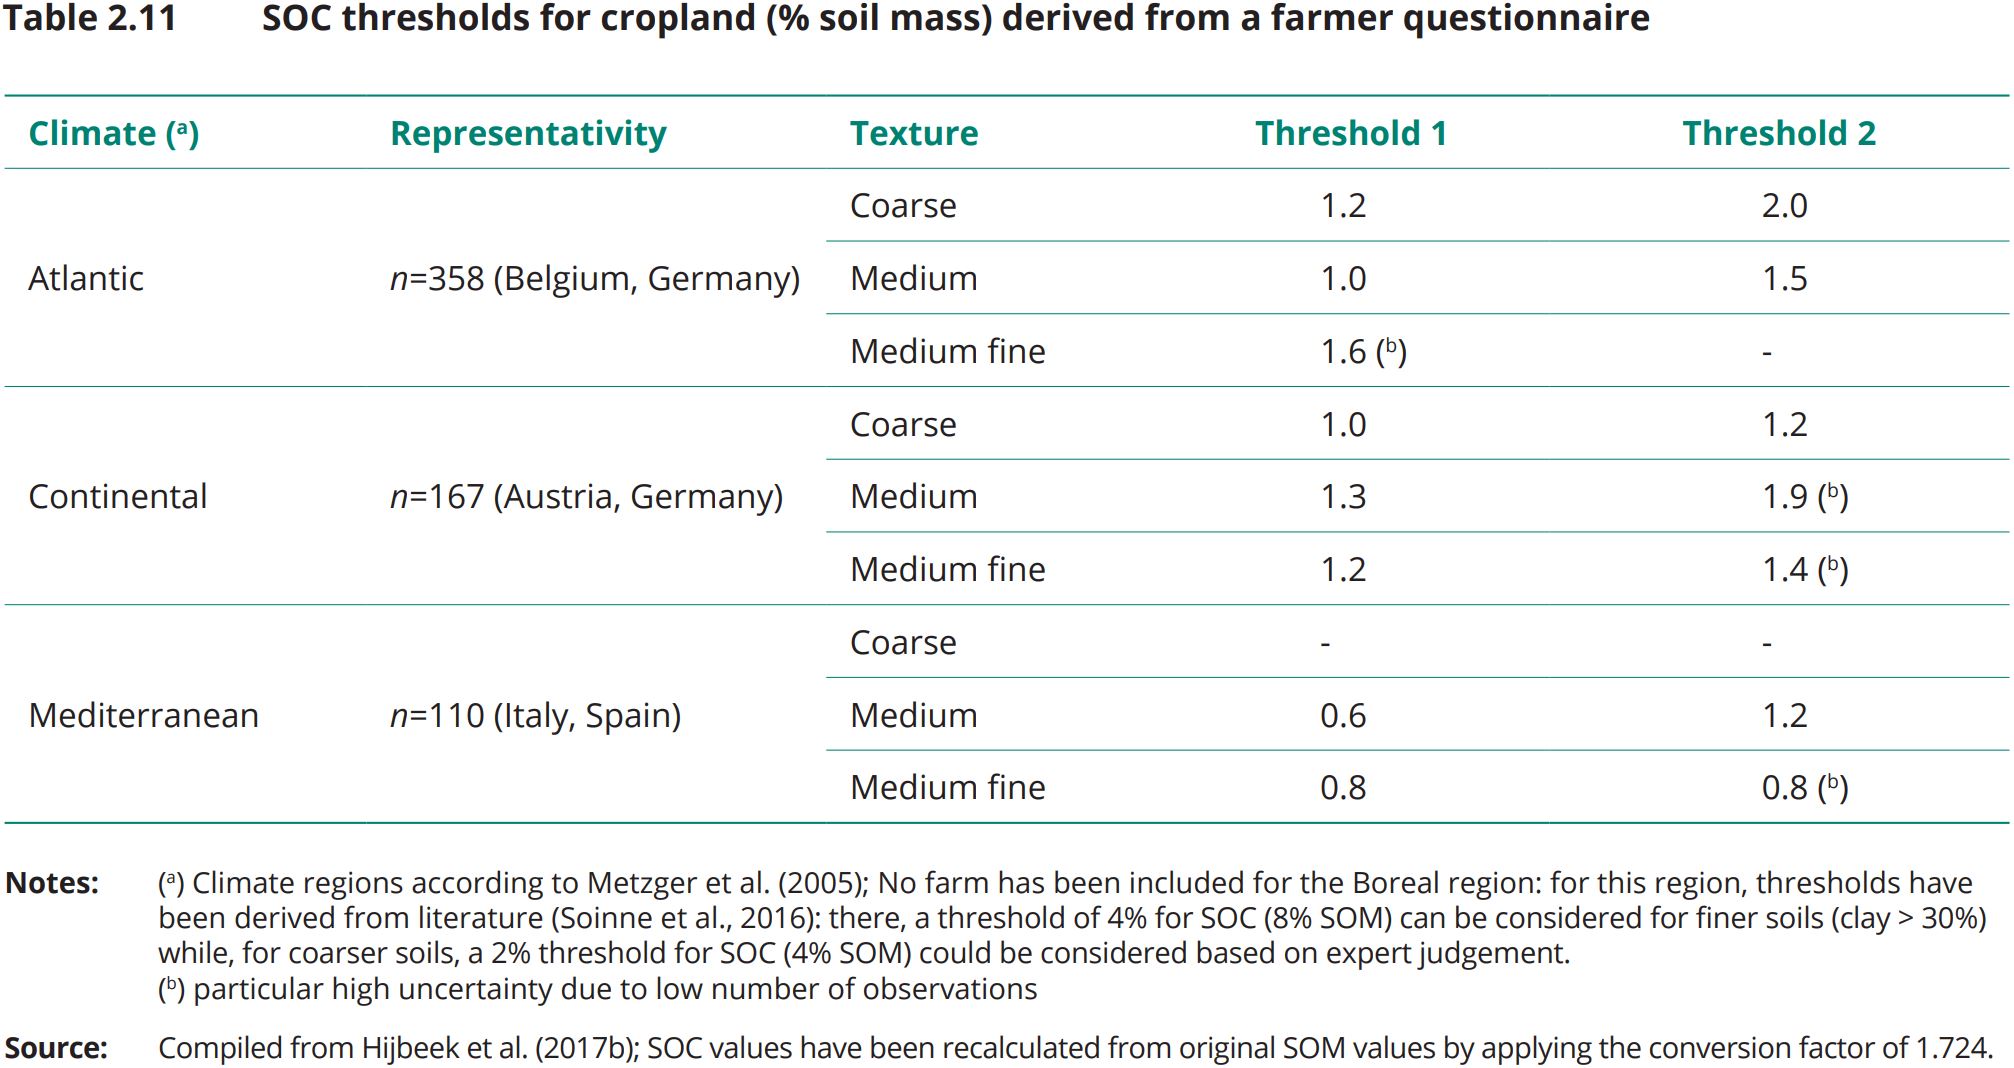 Table 2.11 SOC thresholds for cropland (% soil mass) derived from a farmer questionnaire
Climate (ᵃ) Representativity Texture Threshold 1 Threshold 2
Atlantic n=358 (Belgium, Germany) Coarse 1.2 2.0
Medium 1.0 1.5
Medium fine 1.6 (ᵇ) -
Continental n=167 (Austria, Germany) Coarse 1.0 1.2
Medium 1.3 1.9 (ᵇ)
Medium fine 1.2 1.4 (ᵇ)
Mediterranean n=110 (Italy, Spain) Coarse - -
Medium 0.6 1.2
Medium fine 0.8 0.8 (ᵇ)
Notes: (ᵃ) Climate regions according to Metzger et al. (2005); No farm has been included for the Boreal region: for this region, thresholds have
been derived from literature (Soinne et al., 2016): there, a threshold of 4% for SOC (8% SOM) can be considered for finer soils (clay > 30%)
while, for coarser soils, a 2% threshold for SOC (4% SOM) could be considered based on expert judgement.
(ᵇ) particular high uncertainty due to low number of observations
Source: Compiled from Hijbeek et al. (2017b); SOC values have been recalculated from original SOM values by applying the conversion factor of 1.724.